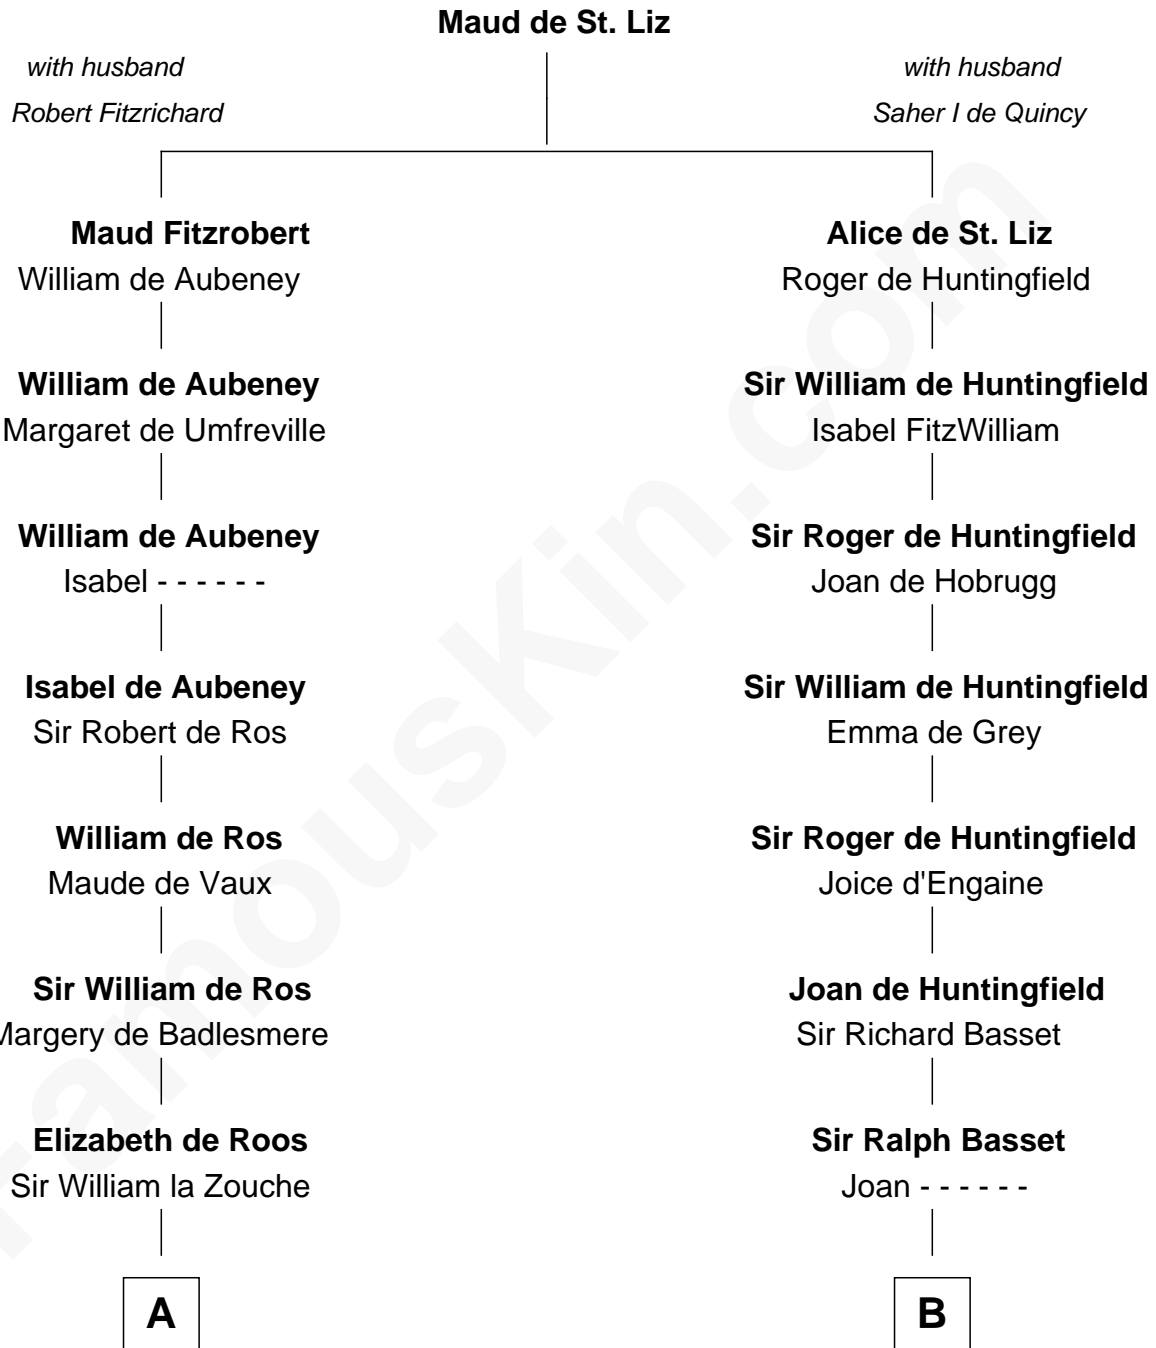 Maud de St. Liz
with husband
Robert Fitzrichard
with husband
Saher I de Quincy
Maud Fitzrobert
William de Aubeney
Alice de St. Liz
Roger de Huntingfield
William de Aubeney
Margaret de Umfreville
Sir William de Huntingfield
Isabel FitzWilliam
William de Aubeney
Isabel - - - - - -
Sir Roger de Huntingfield
Joan de Hobrugg
Isabel de Aubeney
Sir Robert de Ros
Sir William de Huntingfield
Emma de Grey
William de Ros
Maude de Vaux
Sir Roger de Huntingfield
Joice d'Engaine
Sir William de Ros
Margery de Badlesmere
Joan de Huntingfield
Sir Richard Basset
Elizabeth de Roos
Sir William la Zouche
Sir Ralph Basset
Joan - - - - - -
A
B
FamousKin.com